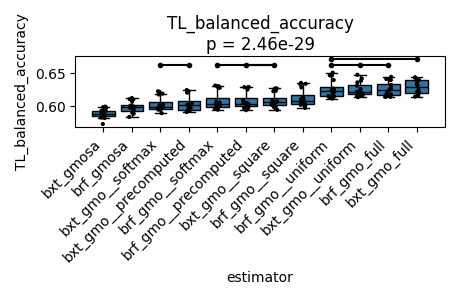 TL_balanced_accuracy
p = 2.46e-29
TL_balanced_accuracy
0.65
0.60
bxt_gmosa
brf_gmosa
bxt_gmo__softmax
bxt_gmo__precomputed
brf_gmo__softmax
brf_gmo__precomputed
bxt_gmo__square
brf_gmo__square
brf_gmo__uniform
bxt_gmo__uniform
brf_gmo_full
bxt_gmo_full
estimator